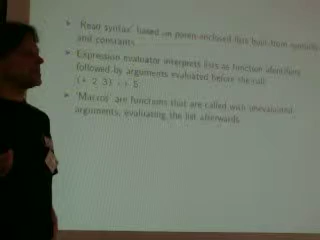 'Read syntax' based on paren-enclosed lists built from symbols
and constants
Expression evaluator interprets lists as function identifiers
followed by arguments evaluated before the call
(+ 2 3) -> 5
'Macros' are functions that are called with unevaluated
arguments, evaluating the list afterwards